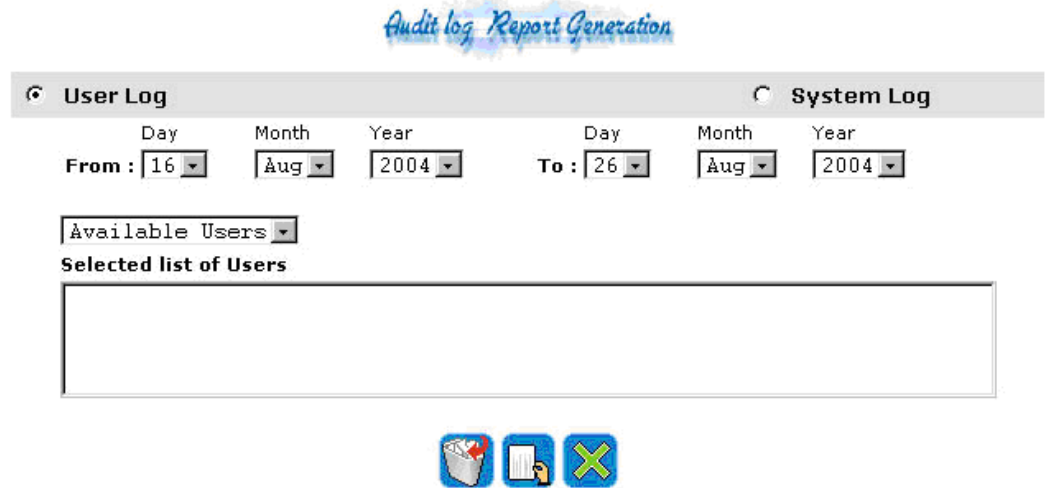 Audit log Report Generation
User Log System Log
Day Month Year Day Month Year
From : 16 Aug 2004 To : 26 Aug 2004
Available Users
Selected list of Users